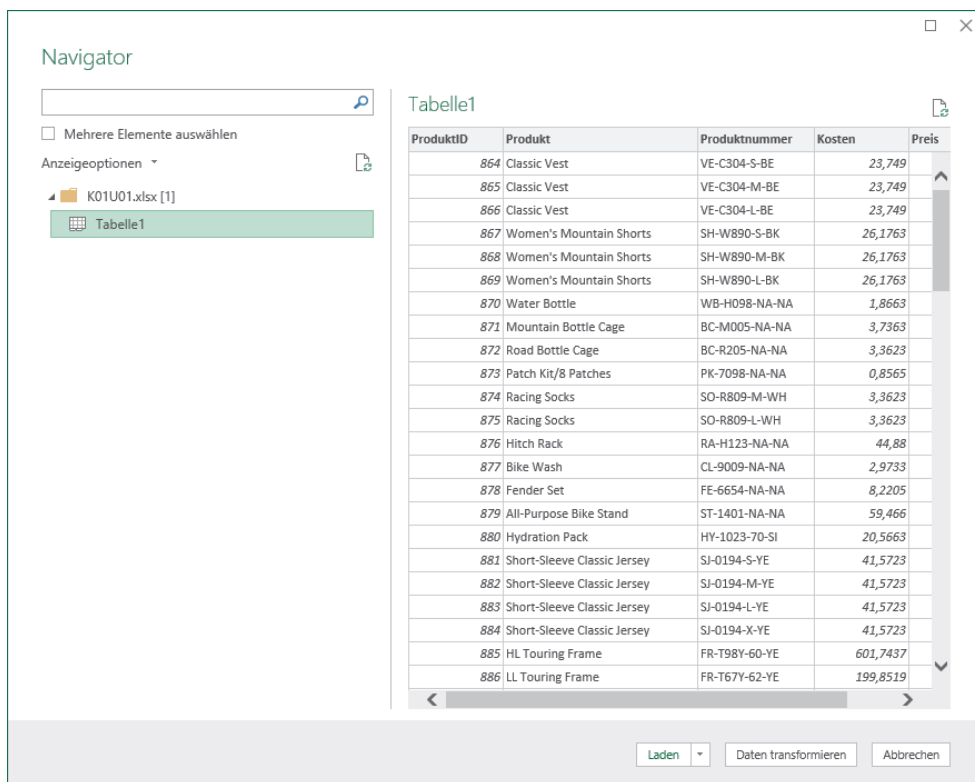 Navigator
Mehrere Elemente auswählen
Anzeigeoptionen
K01U01.xlsx [1]
Tabelle1
Tabelle1
ProduktID Produkt Produktnummer Kosten Preis
864 Classic Vest VE-C304-S-BE 23,749
865 Classic Vest VE-C304-M-BE 23,749
866 Classic Vest VE-C304-L-BE 23,749
867 Women's Mountain Shorts SH-W890-S-BK 26,1763
868 Women's Mountain Shorts SH-W890-M-BK 26,1763
869 Women's Mountain Shorts SH-W890-L-BK 26,1763
870 Water Bottle WB-H098-NA-NA 1,8663
871 Mountain Bottle Cage BC-M005-NA-NA 3,7363
872 Road Bottle Cage BC-R205-NA-NA 3,3623
873 Patch Kit/8 Patches PK-7098-NA-NA 0,8565
874 Racing Socks SO-R809-M-WH 3,3623
875 Racing Socks SO-R809-L-WH 3,3623
876 Hitch Rack RA-H123-NA-NA 44,88
877 Bike Wash CL-9009-NA-NA 2,9733
878 Fender Set FE-6654-NA-NA 8,2205
879 All-Purpose Bike Stand ST-1401-NA-NA 59,466
880 Hydration Pack HY-1023-70-SI 20,5663
881 Short-Sleeve Classic Jersey SJ-0194-S-YE 41,5723
882 Short-Sleeve Classic Jersey SJ-0194-M-YE 41,5723
883 Short-Sleeve Classic Jersey SJ-0194-L-YE 41,5723
884 Short-Sleeve Classic Jersey SJ-0194-X-YE 41,5723
885 HL Touring Frame FR-T98Y-60-YE 601,7437
886 LL Touring Frame FR-T67Y-62-YE 199,8519
Laden Daten transformieren Abbrechen